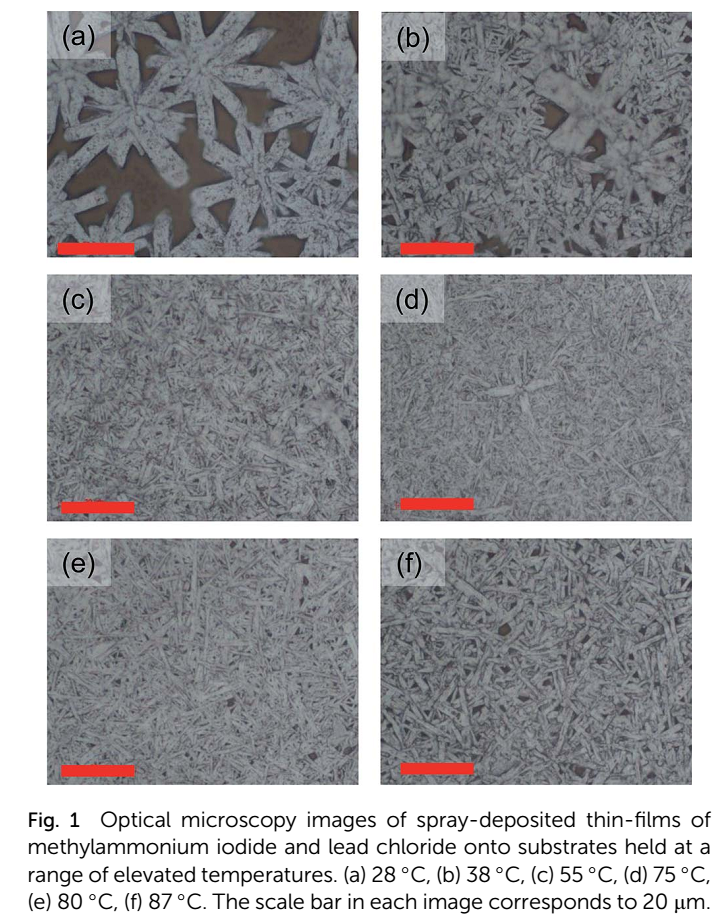 (a)
(b)
(c)
(d)
(e)
(f)
Fig. 1 Optical microscopy images of spray-deposited thin-films of
methylammonium iodide and lead chloride onto substrates held at a
range of elevated temperatures. (a) 28 °C, (b) 38 °C, (c) 55 °C, (d) 75 °C,
(e) 80 °C, (f) 87 °C. The scale bar in each image corresponds to 20 μm.